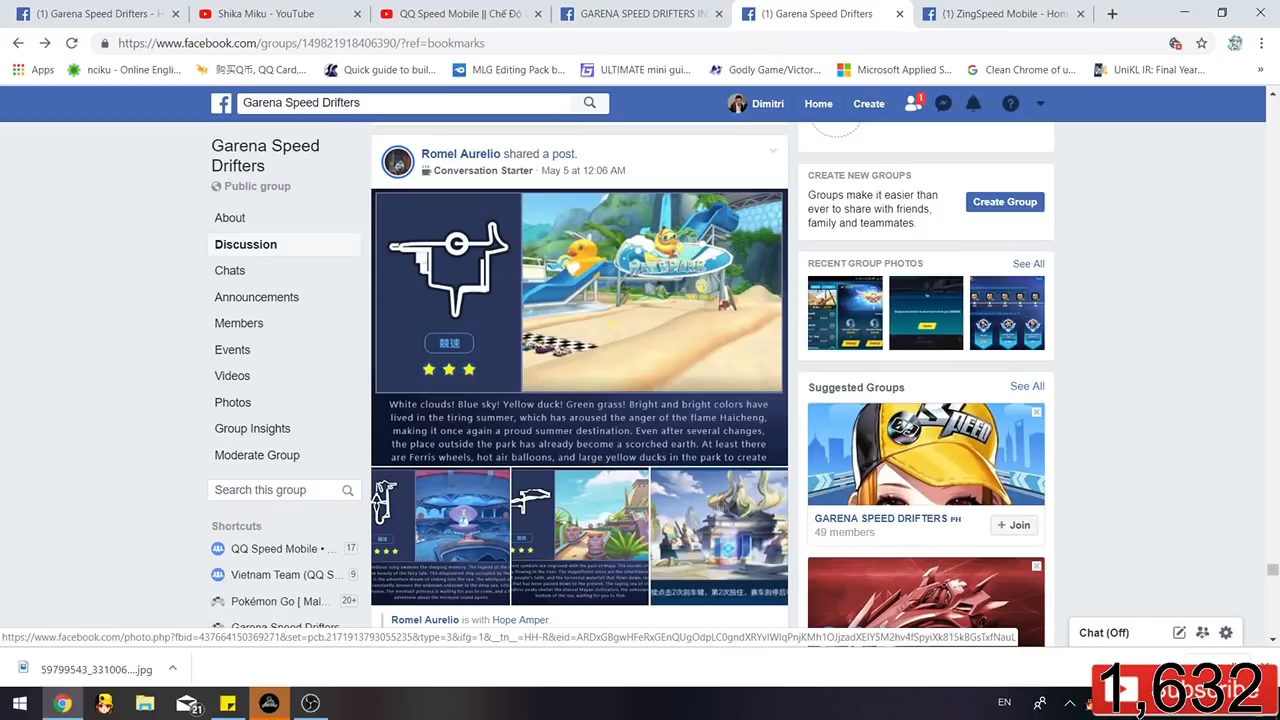 (1) Garena Speed Drifters - H
Shika Miku - YouTube
QQ Speed Mobile || Chế Độ
GARENA SPEED DRIFTERS IN
(1) Garena Speed Drifters
(1) ZingSpeed Mobile - Hom
https://www.facebook.com/groups/149821918406390/?ref=bookmarks
Apps
nciku - Online Engli...
购买Q币, QQ Card,...
Quick guide to buil...
MLG Editing Pack b...
ULTIMATE mini gui...
Godly Game/Victor...
Microsoft Applied S...
Clean Chrome of u...
UniKL IR: Final Year...
»
Garena Speed Drifters
Dimitri
Home
Create
1
Garena Speed Drifters
Public group
About
Discussion
Chats
Announcements
Members
Events
Videos
Photos
Group Insights
Moderate Group
Search this group
Shortcuts
QQ Speed Mobile • ...
17
Vietnam Team (Q.Q S...
Pokémon Go [ Mal...
Garena Speed Drifters
Romel Aurelio shared a post.
Conversation Starter · May 5 at 12:06 AM
競速
White clouds! Blue sky! Yellow duck! Green grass! Bright and bright colors have
lived in the tiring summer, which has aroused the anger of the flame Haicheng,
making it once again a proud summer destination. Even after several changes,
the place outside the park has already become a scorched earth. At least there
are Ferris wheels, hot air balloons, and large yellow ducks in the park to create
Romel Aurelio is with Hope Amper.
CREATE NEW GROUPS
Groups make it easier than
ever to share with friends,
family and teammates.
Create Group
RECENT GROUP PHOTOS
See All
Suggested Groups
See All
GARENA SPEED DRIFTERS PH
49 members
+ Join
Chat (Off)
59799543_331006....jpg
21
EN
Subscribe
1,632